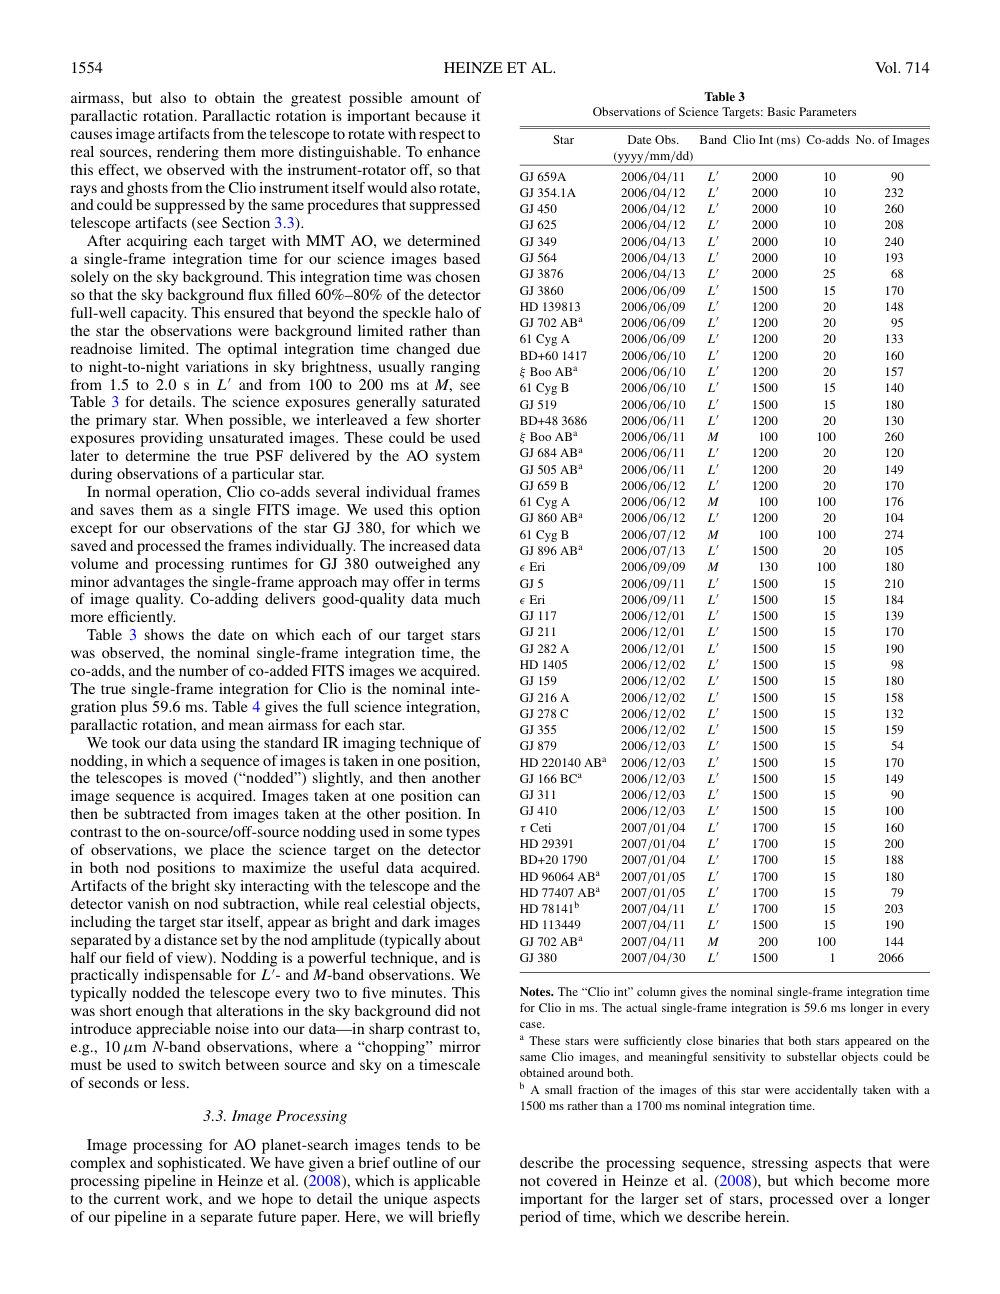 1554
HEINZE ET AL.
Vol. 714
airmass, but also to obtain the greatest possible amount of
parallactic rotation. Parallactic rotation is important because it
causes image artifacts from the telescope to rotate with respect to
real sources, rendering them more distinguishable. To enhance
this effect, we observed with the instrument-rotator off, so that
rays and ghosts from the Clio instrument itself would also rotate,
and could be suppressed by the same procedures that suppressed
telescope artifacts (see Section 3.3).
After acquiring each target with MMT AO, we determined
a single-frame integration time for our science images based
solely on the sky background. This integration time was chosen
so that the sky background flux filled 60%–80% of the detector
full-well capacity. This ensured that beyond the speckle halo of
the star the observations were background limited rather than
readnoise limited. The optimal integration time changed due
to night-to-night variations in sky brightness, usually ranging
from 1.5 to 2.0 s in L′ and from 100 to 200 ms at M, see
Table 3 for details. The science exposures generally saturated
the primary star. When possible, we interleaved a few shorter
exposures providing unsaturated images. These could be used
later to determine the true PSF delivered by the AO system
during observations of a particular star.
In normal operation, Clio co-adds several individual frames
and saves them as a single FITS image. We used this option
except for our observations of the star GJ 380, for which we
saved and processed the frames individually. The increased data
volume and processing runtimes for GJ 380 outweighed any
minor advantages the single-frame approach may offer in terms
of image quality. Co-adding delivers good-quality data much
more efficiently.
Table 3 shows the date on which each of our target stars
was observed, the nominal single-frame integration time, the
co-adds, and the number of co-added FITS images we acquired.
The true single-frame integration for Clio is the nominal inte-
gration plus 59.6 ms. Table 4 gives the full science integration,
parallactic rotation, and mean airmass for each star.
We took our data using the standard IR imaging technique of
nodding, in which a sequence of images is taken in one position,
the telescopes is moved (“nodded”) slightly, and then another
image sequence is acquired. Images taken at one position can
then be subtracted from images taken at the other position. In
contrast to the on-source/off-source nodding used in some types
of observations, we place the science target on the detector
in both nod positions to maximize the useful data acquired.
Artifacts of the bright sky interacting with the telescope and the
detector vanish on nod subtraction, while real celestial objects,
including the target star itself, appear as bright and dark images
separated by a distance set by the nod amplitude (typically about
half our field of view). Nodding is a powerful technique, and is
practically indispensable for L′- and M-band observations. We
typically nodded the telescope every two to five minutes. This
was short enough that alterations in the sky background did not
introduce appreciable noise into our data—in sharp contrast to,
e.g., 10 μm N-band observations, where a “chopping” mirror
must be used to switch between source and sky on a timescale
of seconds or less.
3.3. Image Processing
Image processing for AO planet-search images tends to be
complex and sophisticated. We have given a brief outline of our
processing pipeline in Heinze et al. (2008), which is applicable
to the current work, and we hope to detail the unique aspects
of our pipeline in a separate future paper. Here, we will briefly
Table 3
Observations of Science Targets: Basic Parameters
Star Date Obs. Band Clio Int (ms) Co-adds No. of Images
(yyyy/mm/dd)
GJ 659A 2006/04/11 L′ 2000 10 90
GJ 354.1A 2006/04/12 L′ 2000 10 232
GJ 450 2006/04/12 L′ 2000 10 260
GJ 625 2006/04/12 L′ 2000 10 208
GJ 349 2006/04/13 L′ 2000 10 240
GJ 564 2006/04/13 L′ 2000 10 193
GJ 3876 2006/04/13 L′ 2000 25 68
GJ 3860 2006/06/09 L′ 1500 15 170
HD 139813 2006/06/09 L′ 1200 20 148
GJ 702 ABa 2006/06/09 L′ 1200 20 95
61 Cyg A 2006/06/09 L′ 1200 20 133
BD+60 1417 2006/06/10 L′ 1200 20 160
ξ Boo ABa 2006/06/10 L′ 1200 20 157
61 Cyg B 2006/06/10 L′ 1500 15 140
GJ 519 2006/06/10 L′ 1500 15 180
BD+48 3686 2006/06/11 L′ 1200 20 130
ξ Boo ABa 2006/06/11 M 100 100 260
GJ 684 ABa 2006/06/11 L′ 1200 20 120
GJ 505 ABa 2006/06/11 L′ 1200 20 149
GJ 659 B 2006/06/12 L′ 1200 20 170
61 Cyg A 2006/06/12 M 100 100 176
GJ 860 ABa 2006/06/12 L′ 1200 20 104
61 Cyg B 2006/07/12 M 100 100 274
GJ 896 ABa 2006/07/13 L′ 1500 20 105
ϵ Eri 2006/09/09 M 130 100 180
GJ 5 2006/09/11 L′ 1500 15 210
ϵ Eri 2006/09/11 L′ 1500 15 184
GJ 117 2006/12/01 L′ 1500 15 139
GJ 211 2006/12/01 L′ 1500 15 170
GJ 282 A 2006/12/01 L′ 1500 15 190
HD 1405 2006/12/02 L′ 1500 15 98
GJ 159 2006/12/02 L′ 1500 15 180
GJ 216 A 2006/12/02 L′ 1500 15 158
GJ 278 C 2006/12/02 L′ 1500 15 132
GJ 355 2006/12/02 L′ 1500 15 159
GJ 879 2006/12/03 L′ 1500 15 54
HD 220140 ABa 2006/12/03 L′ 1500 15 170
GJ 166 BCa 2006/12/03 L′ 1500 15 149
GJ 311 2006/12/03 L′ 1500 15 90
GJ 410 2006/12/03 L′ 1500 15 100
τ Ceti 2007/01/04 L′ 1700 15 160
HD 29391 2007/01/04 L′ 1700 15 200
BD+20 1790 2007/01/04 L′ 1700 15 188
HD 96064 ABa 2007/01/05 L′ 1700 15 180
HD 77407 ABa 2007/01/05 L′ 1700 15 79
HD 78141b 2007/04/11 L′ 1700 15 203
HD 113449 2007/04/11 L′ 1500 15 190
GJ 702 ABa 2007/04/11 M 200 100 144
GJ 380 2007/04/30 L′ 1500 1 2066
Notes. The “Clio int” column gives the nominal single-frame integration time
for Clio in ms. The actual single-frame integration is 59.6 ms longer in every
case.
a These stars were sufficiently close binaries that both stars appeared on the
same Clio images, and meaningful sensitivity to substellar objects could be
obtained around both.
b A small fraction of the images of this star were accidentally taken with a
1500 ms rather than a 1700 ms nominal integration time.
describe the processing sequence, stressing aspects that were
not covered in Heinze et al. (2008), but which become more
important for the larger set of stars, processed over a longer
period of time, which we describe herein.